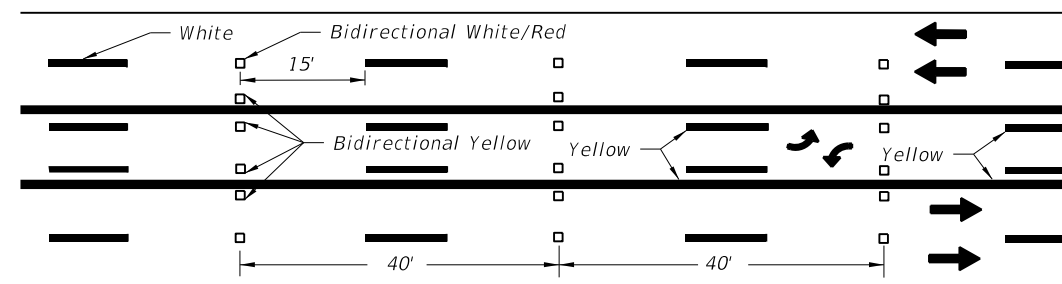 White
Bidirectional White/Red
15'
Bidirectional Yellow
Yellow
Yellow
40'
40'